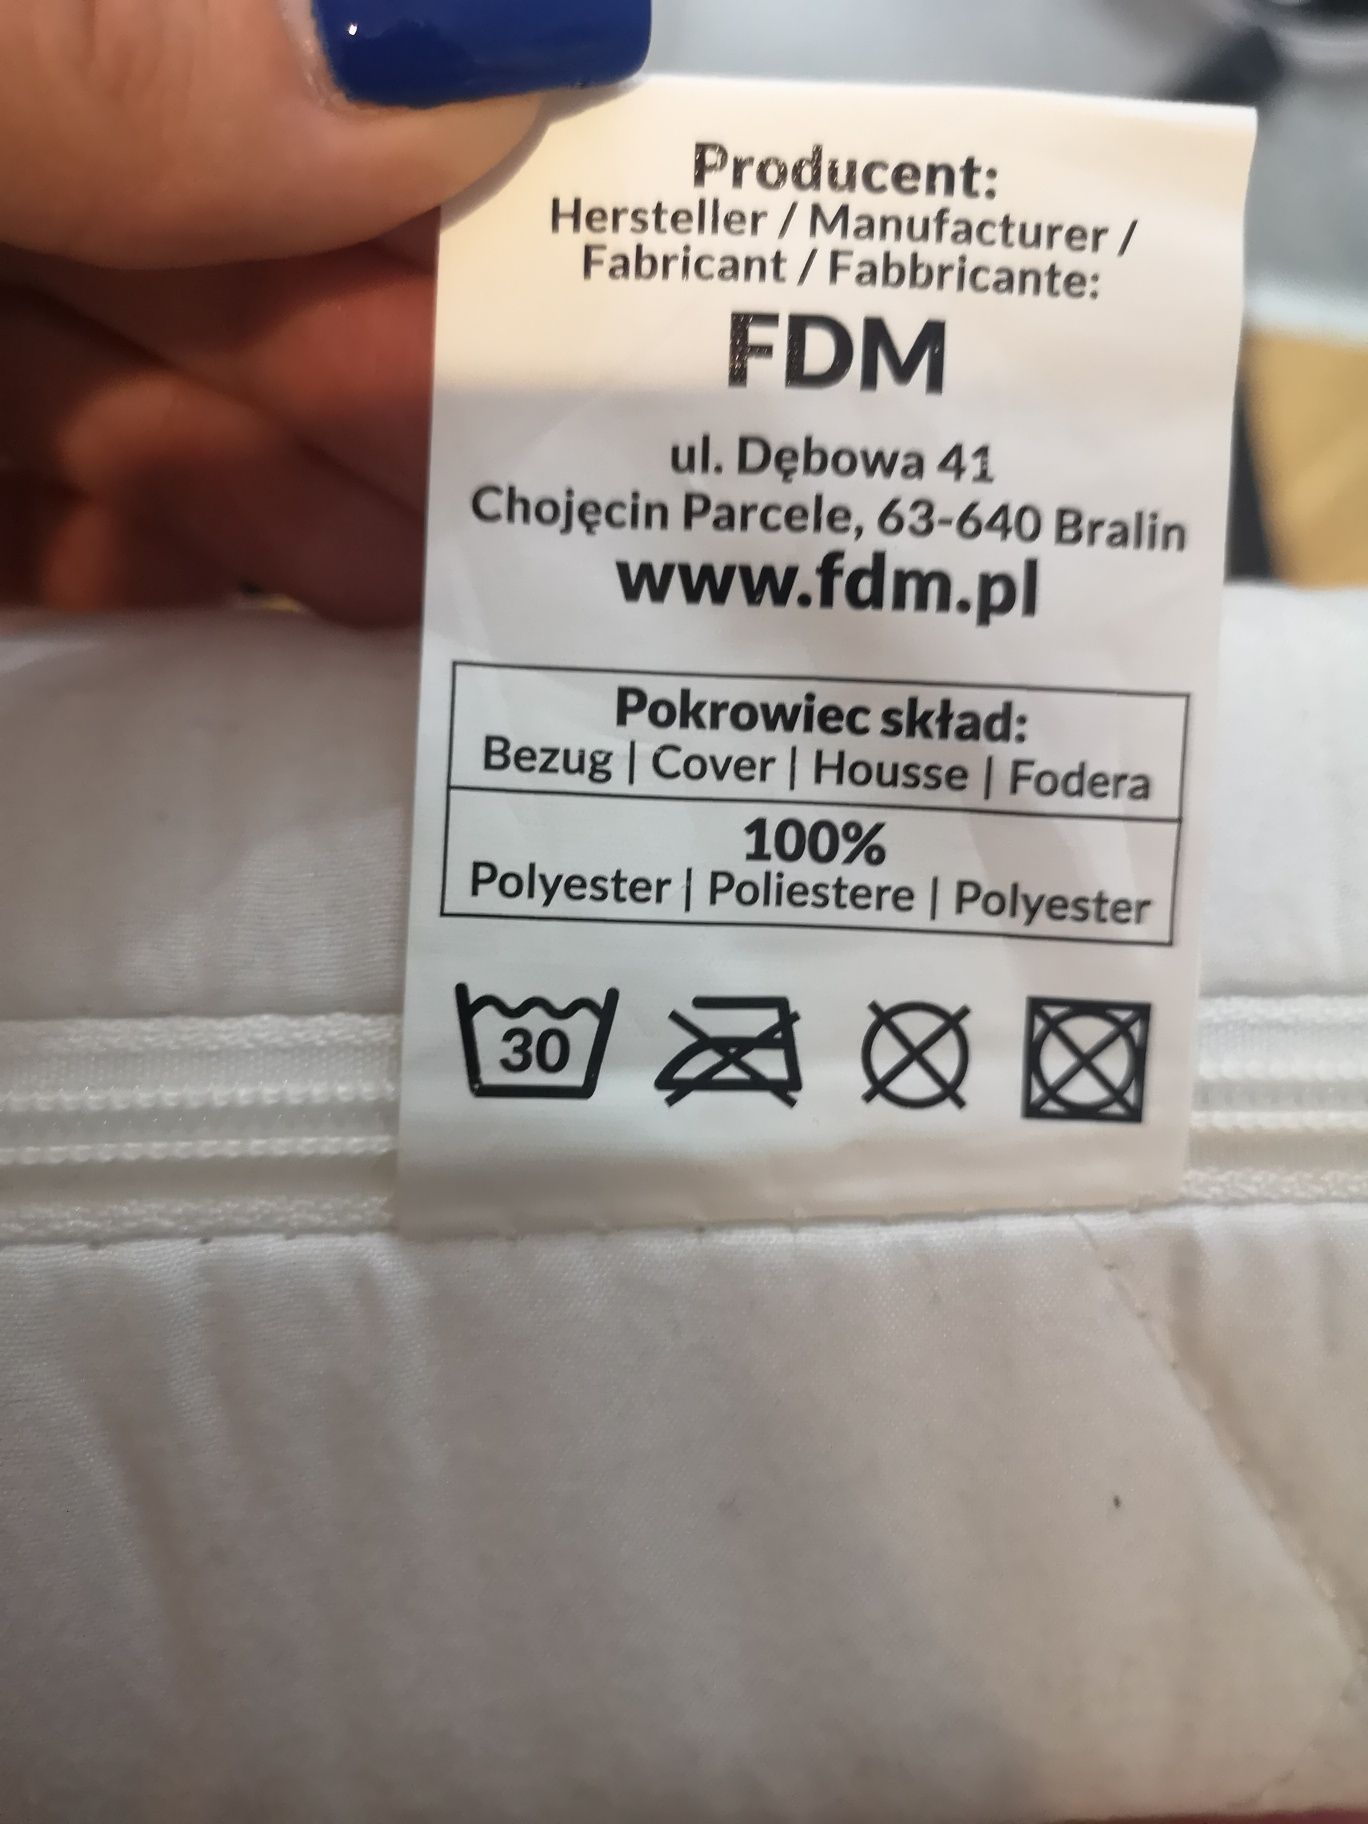 Producent:
Hersteller / Manufacturer /
Fabricant / Fabbricante:
FDM
ul. Dębowa 41
Chojęcin Parcele, 63-640 Bralin
www.fdm.pl
Pokrowiec skład:
Bezug | Cover | Housse | Fodera
100%
Polyester | Poliestere | Polyester
30